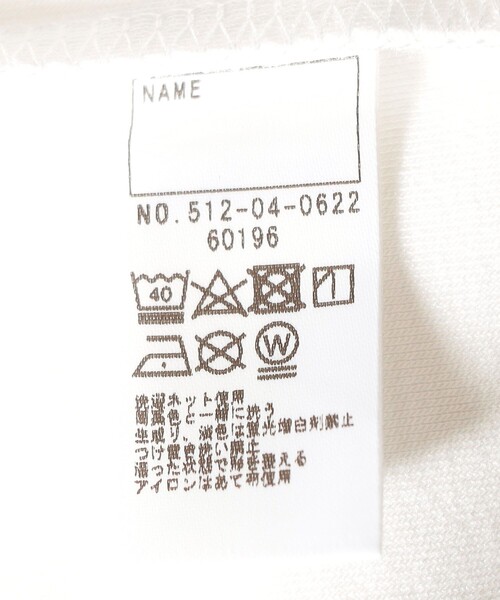 NAME
NO.512-04-0622
60196
40
W
洗濯ネット使用
同濃色と一緒に洗う
生成り、淡色は蛍光増白剤禁止
つけ置き洗い禁止
湿った状態で形を整える
アイロンはあて布使用